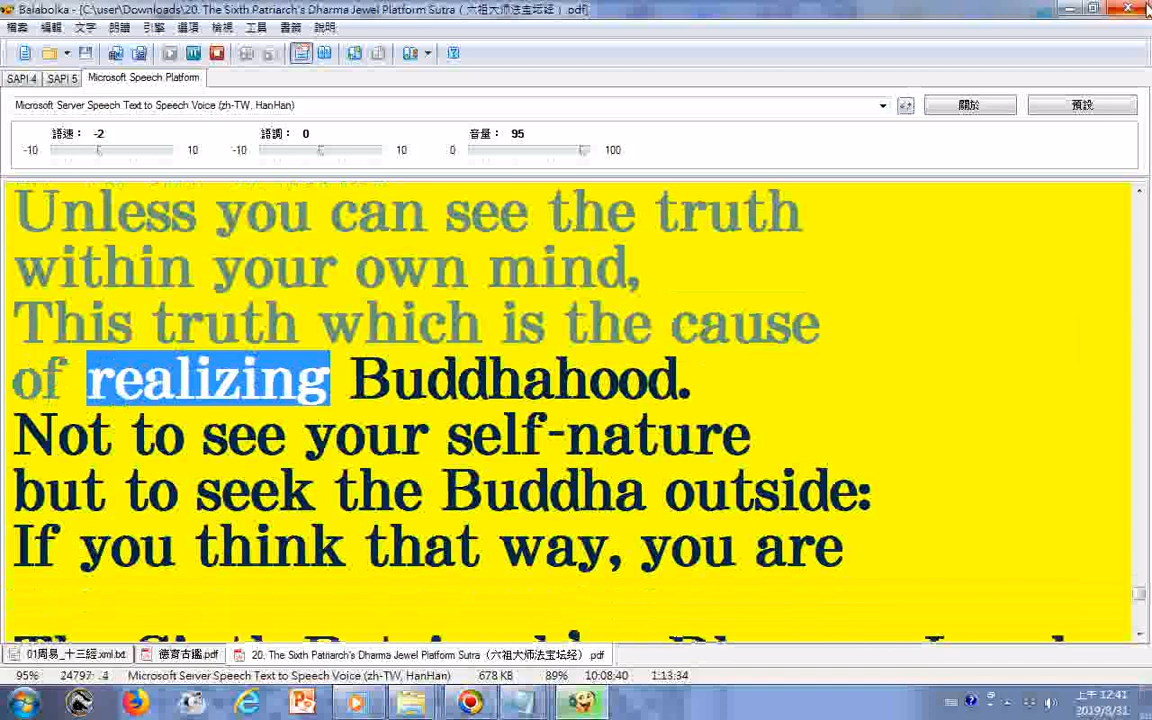 Balabolka - [C:\user\Downloads\20. The Sixth Patriarch's Dharma Jewel Platform Sutra（六祖大师法宝坛经）.pdf]
檔案 編輯 文字 朗讀 引擎 選項 檢視 工具 書籤 說明
SAPI 4 SAPI 5 Microsoft Speech Platform
Microsoft Server Speech Text to Speech Voice (zh-TW, HanHan) 關於 預設
語速： -2 語調： 0 音量： 95
-10 10 -10 10 0 100
Unless you can see the truth
within your own mind,
This truth which is the cause
of realizing Buddhahood.
Not to see your self-nature
but to seek the Buddha outside:
If you think that way, you are
01周易_十三經.xml.txt 德育古鑑.pdf 20. The Sixth Patriarch's Dharma Jewel Platform Sutra（六祖大师法宝坛经）.pdf
95% 24797: 4 Microsoft Server Speech Text to Speech Voice (zh-TW, HanHan) 678 KB 89% 10:08:40 1:13:34
上午 12:41
2019/8/31